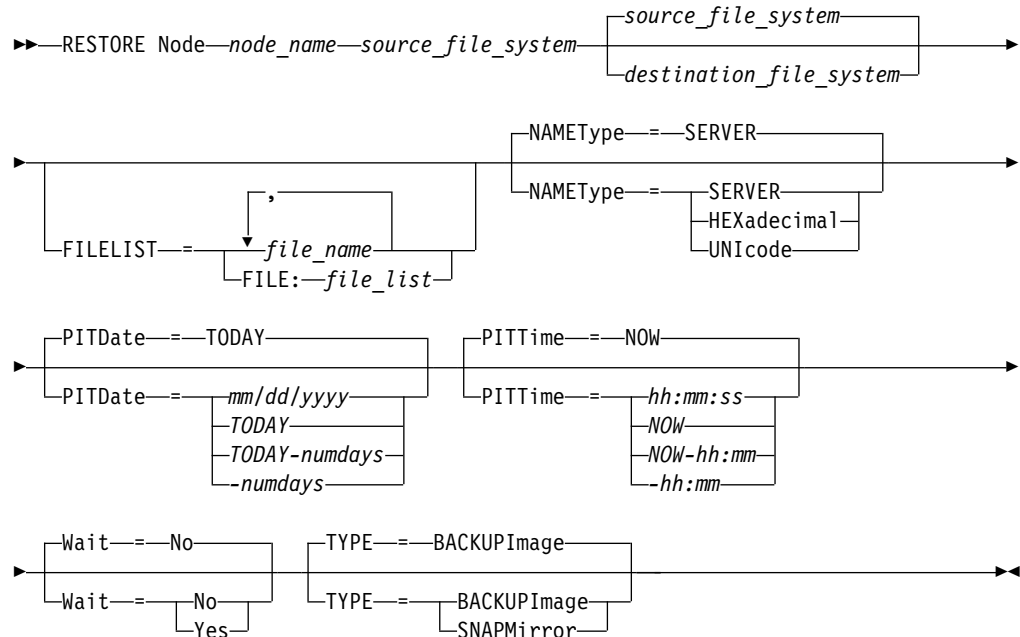 source_file_system
RESTORE Node node_name source_file_system
destination_file_system
NAMEType = SERVER
NAMEType = SERVER
, HEXadecimal
FILELIST = file_name UNIcode
FILE: file_list
PITDate = TODAY PITTime = NOW
PITDate = mm/dd/yyyy PITTime = hh:mm:ss
TODAY NOW
TODAY-numdays NOW-hh:mm
-numdays -hh:mm
Wait = No TYPE = BACKUPImage
Wait = No TYPE = BACKUPImage
Yes SNAPMirror